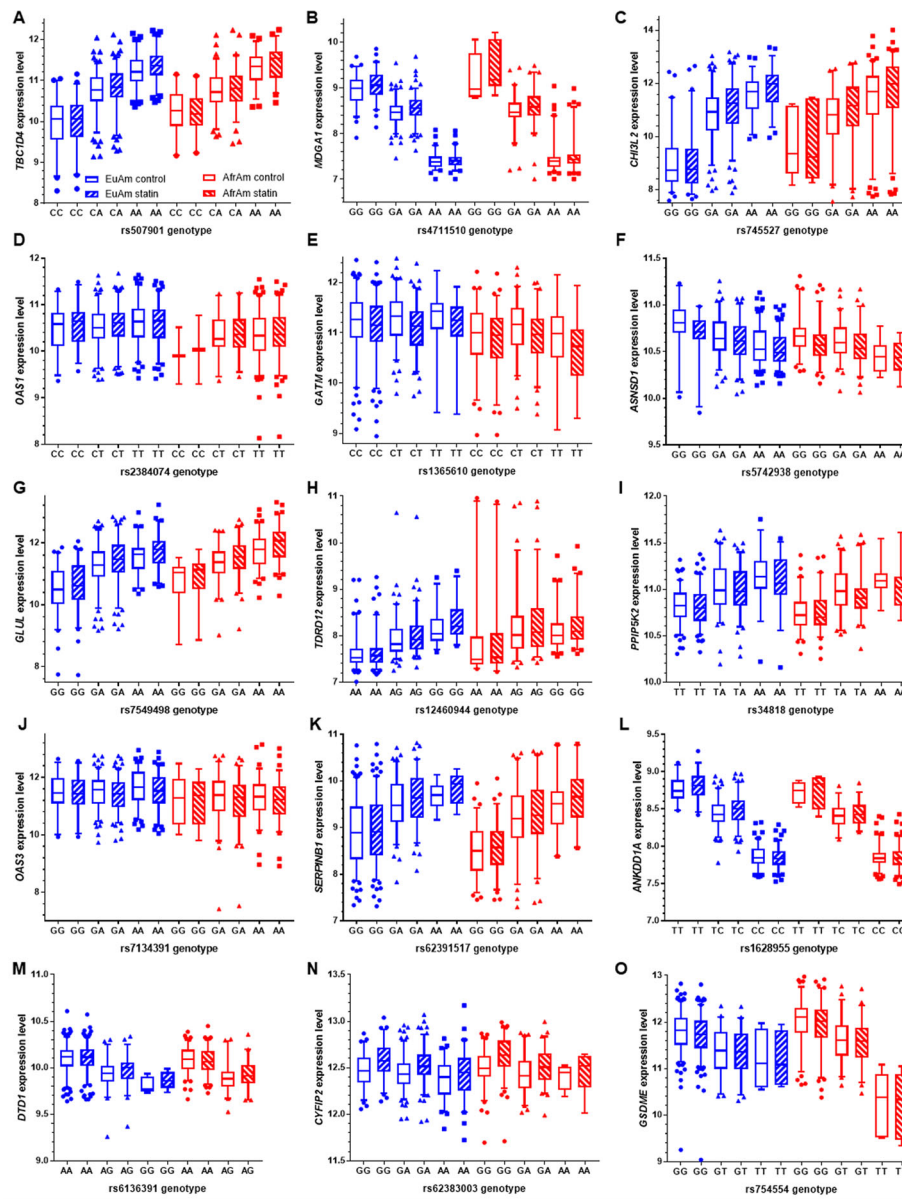 A B C
TBC1D4 expression level
12
11
10
9
8
EuAm control AfrAm control
EuAm statin AfrAm statin
CC CC CA CA AA AA CC CC CA CA AA AA
rs507901 genotype
MDGA1 expression level
10
9
8
7
6
GG GG GA GA AA AA GG GG GA GA AA AA
rs4711510 genotype
CHI3L2 expression level
14
12
10
8
GG GG GA GA AA AA GG GG GA GA AA AA
rs745527 genotype
D E F
OAS1 expression level
12
11
10
9
8
CC CC CT CT TT TT CC CC CT CT TT TT
rs2384074 genotype
GATM expression level
12
11
10
9
CC CC CT CT TT TT CC CC CT CT TT TT
rs1365610 genotype
ASNSD1 expression level
11.5
11.0
10.5
10.0
9.5
GG GG GA GA AA AA GG GG GA GA AA AA
rs5742938 genotype
G H I
GLUL expression level
13
12
11
10
9
8
GG GG GA GA AA AA GG GG GA GA AA AA
rs7549498 genotype
TDRD12 expression level
11
10
9
8
7
AA AA AG AG GG GG AA AA AG AG GG GG
rs12460944 genotype
PPIP5K2 expression level
12.0
11.5
11.0
10.5
10.0
TT TT TA TA AA AA TT TT TA TA AA AA
rs34818 genotype
J K L
OAS3 expression level
13
12
11
10
9
8
GG GG GA GA AA AA GG GG GA GA AA AA
rs7134391 genotype
SERPINB1 expression level
11
10
9
8
7
GG GG GA GA AA AA GG GG GA GA AA AA
rs62391517 genotype
ANKDD1A expression level
9.5
9.0
8.5
8.0
7.5
7.0
TT TT TC TC CC CC TT TT TC TC CC CC
rs1628955 genotype
M N O
DTD1 expression level
11.0
10.5
10.0
9.5
9.0
AA AA AG AG GG GG AA AA AG AG
rs6136391 genotype
CYFIP2 expression level
13.5
13.0
12.5
12.0
11.5
GG GG GA GA AA AA GG GG GA GA AA AA
rs62383003 genotype
GSDME expression level
13
12
11
10
9
GG GG GT GT TT TT GG GG GT GT TT TT
rs754554 genotype